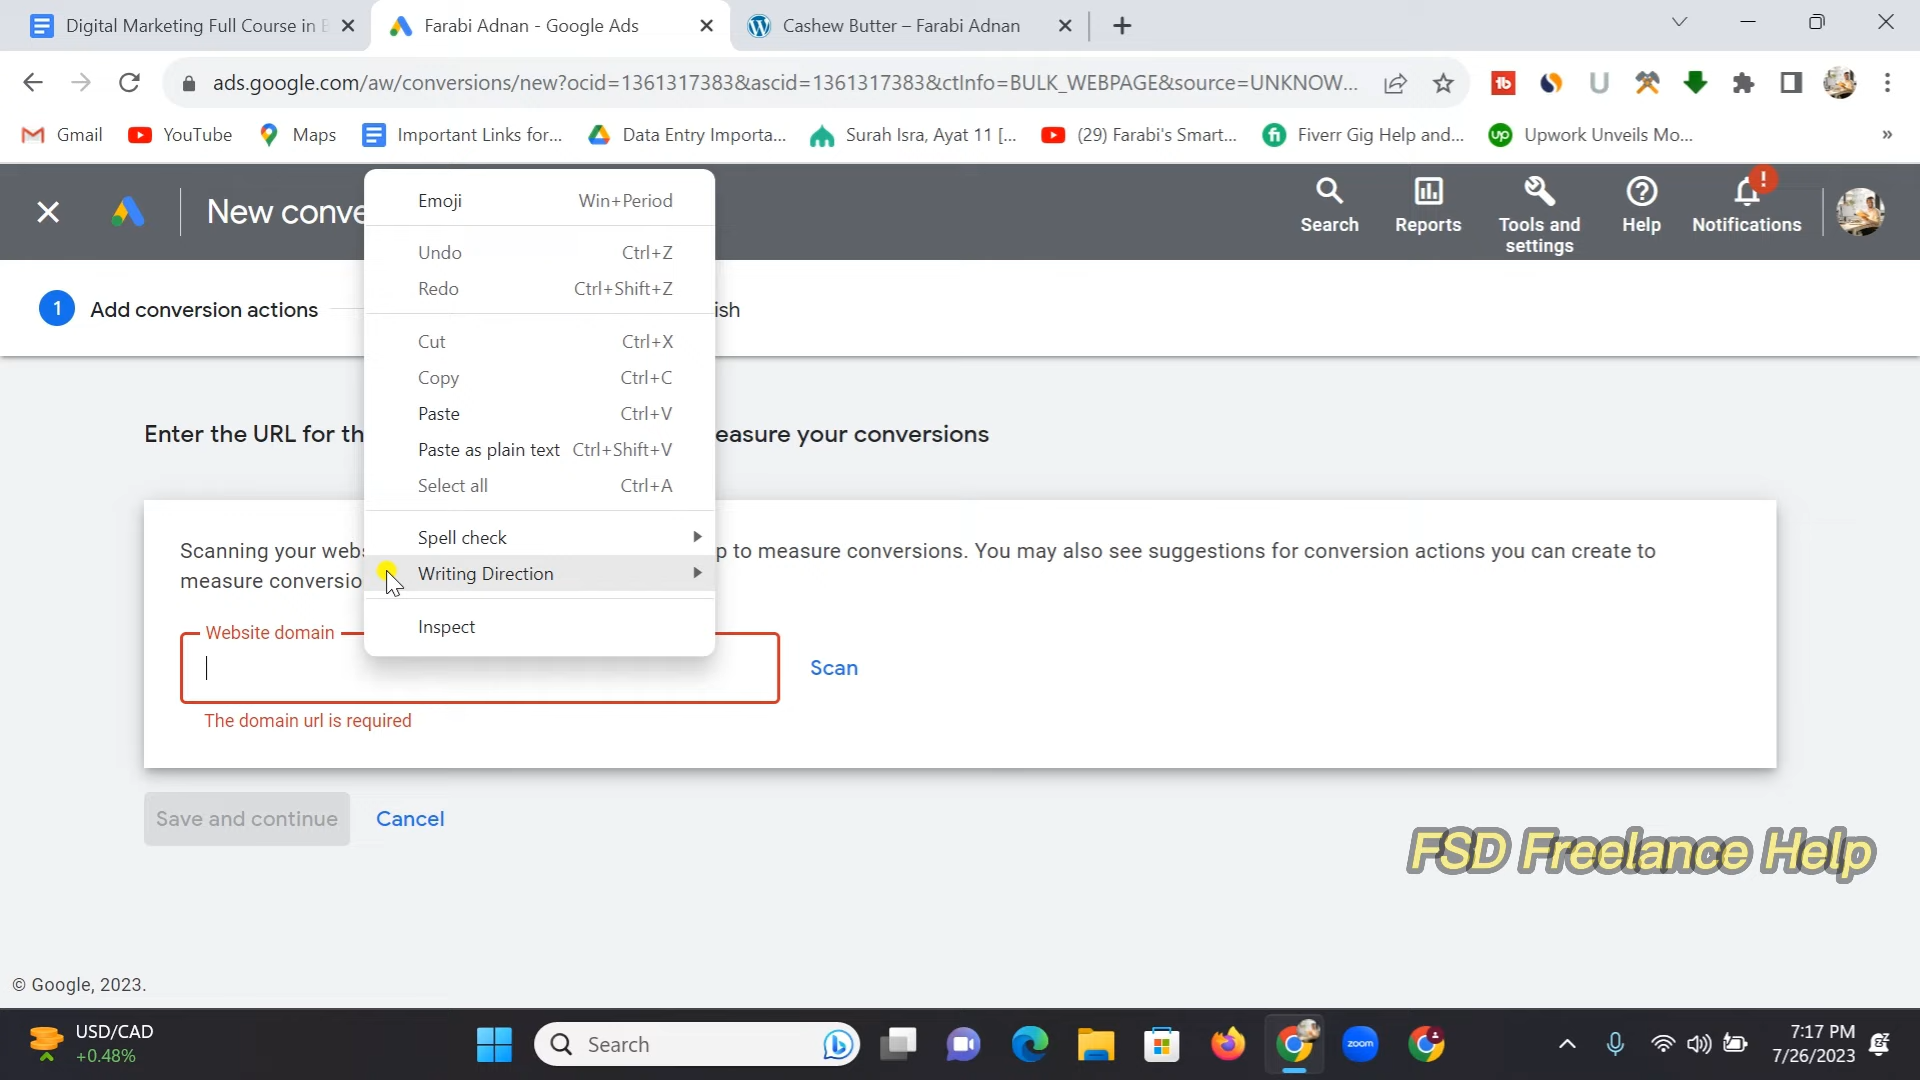 Digital Marketing Full Course in
Farabi Adnan - Google Ads
Cashew Butter – Farabi Adnan
ads.google.com/aw/conversions/new?ocid=1361317383&ascid=1361317383&ctInfo=BULK_WEBPAGE&source=UNKNOW...
Gmail
YouTube
Maps
Important Links for...
Data Entry Importa...
Surah Isra, Ayat 11 [...
(29) Farabi's Smart...
Fiverr Gig Help and...
Upwork Unveils Mo...
»
New conve
Search
Reports
Tools and
settings
Help
Notifications
Emoji Win+Period
Undo Ctrl+Z
Redo Ctrl+Shift+Z
Cut Ctrl+X
Copy Ctrl+C
Paste Ctrl+V
Paste as plain text Ctrl+Shift+V
Select all Ctrl+A
Spell check
Writing Direction
Inspect
1 Add conversion actions
ish
Enter the URL for th easure your conversions
Scanning your webs p to measure conversions. You may also see suggestions for conversion actions you can create to
measure conversio
Website domain
Scan
The domain url is required
Save and continue
Cancel
FSD Freelance Help
© Google, 2023.
USD/CAD
+0.48%
Search
zoom
7:17 PM
7/26/2023